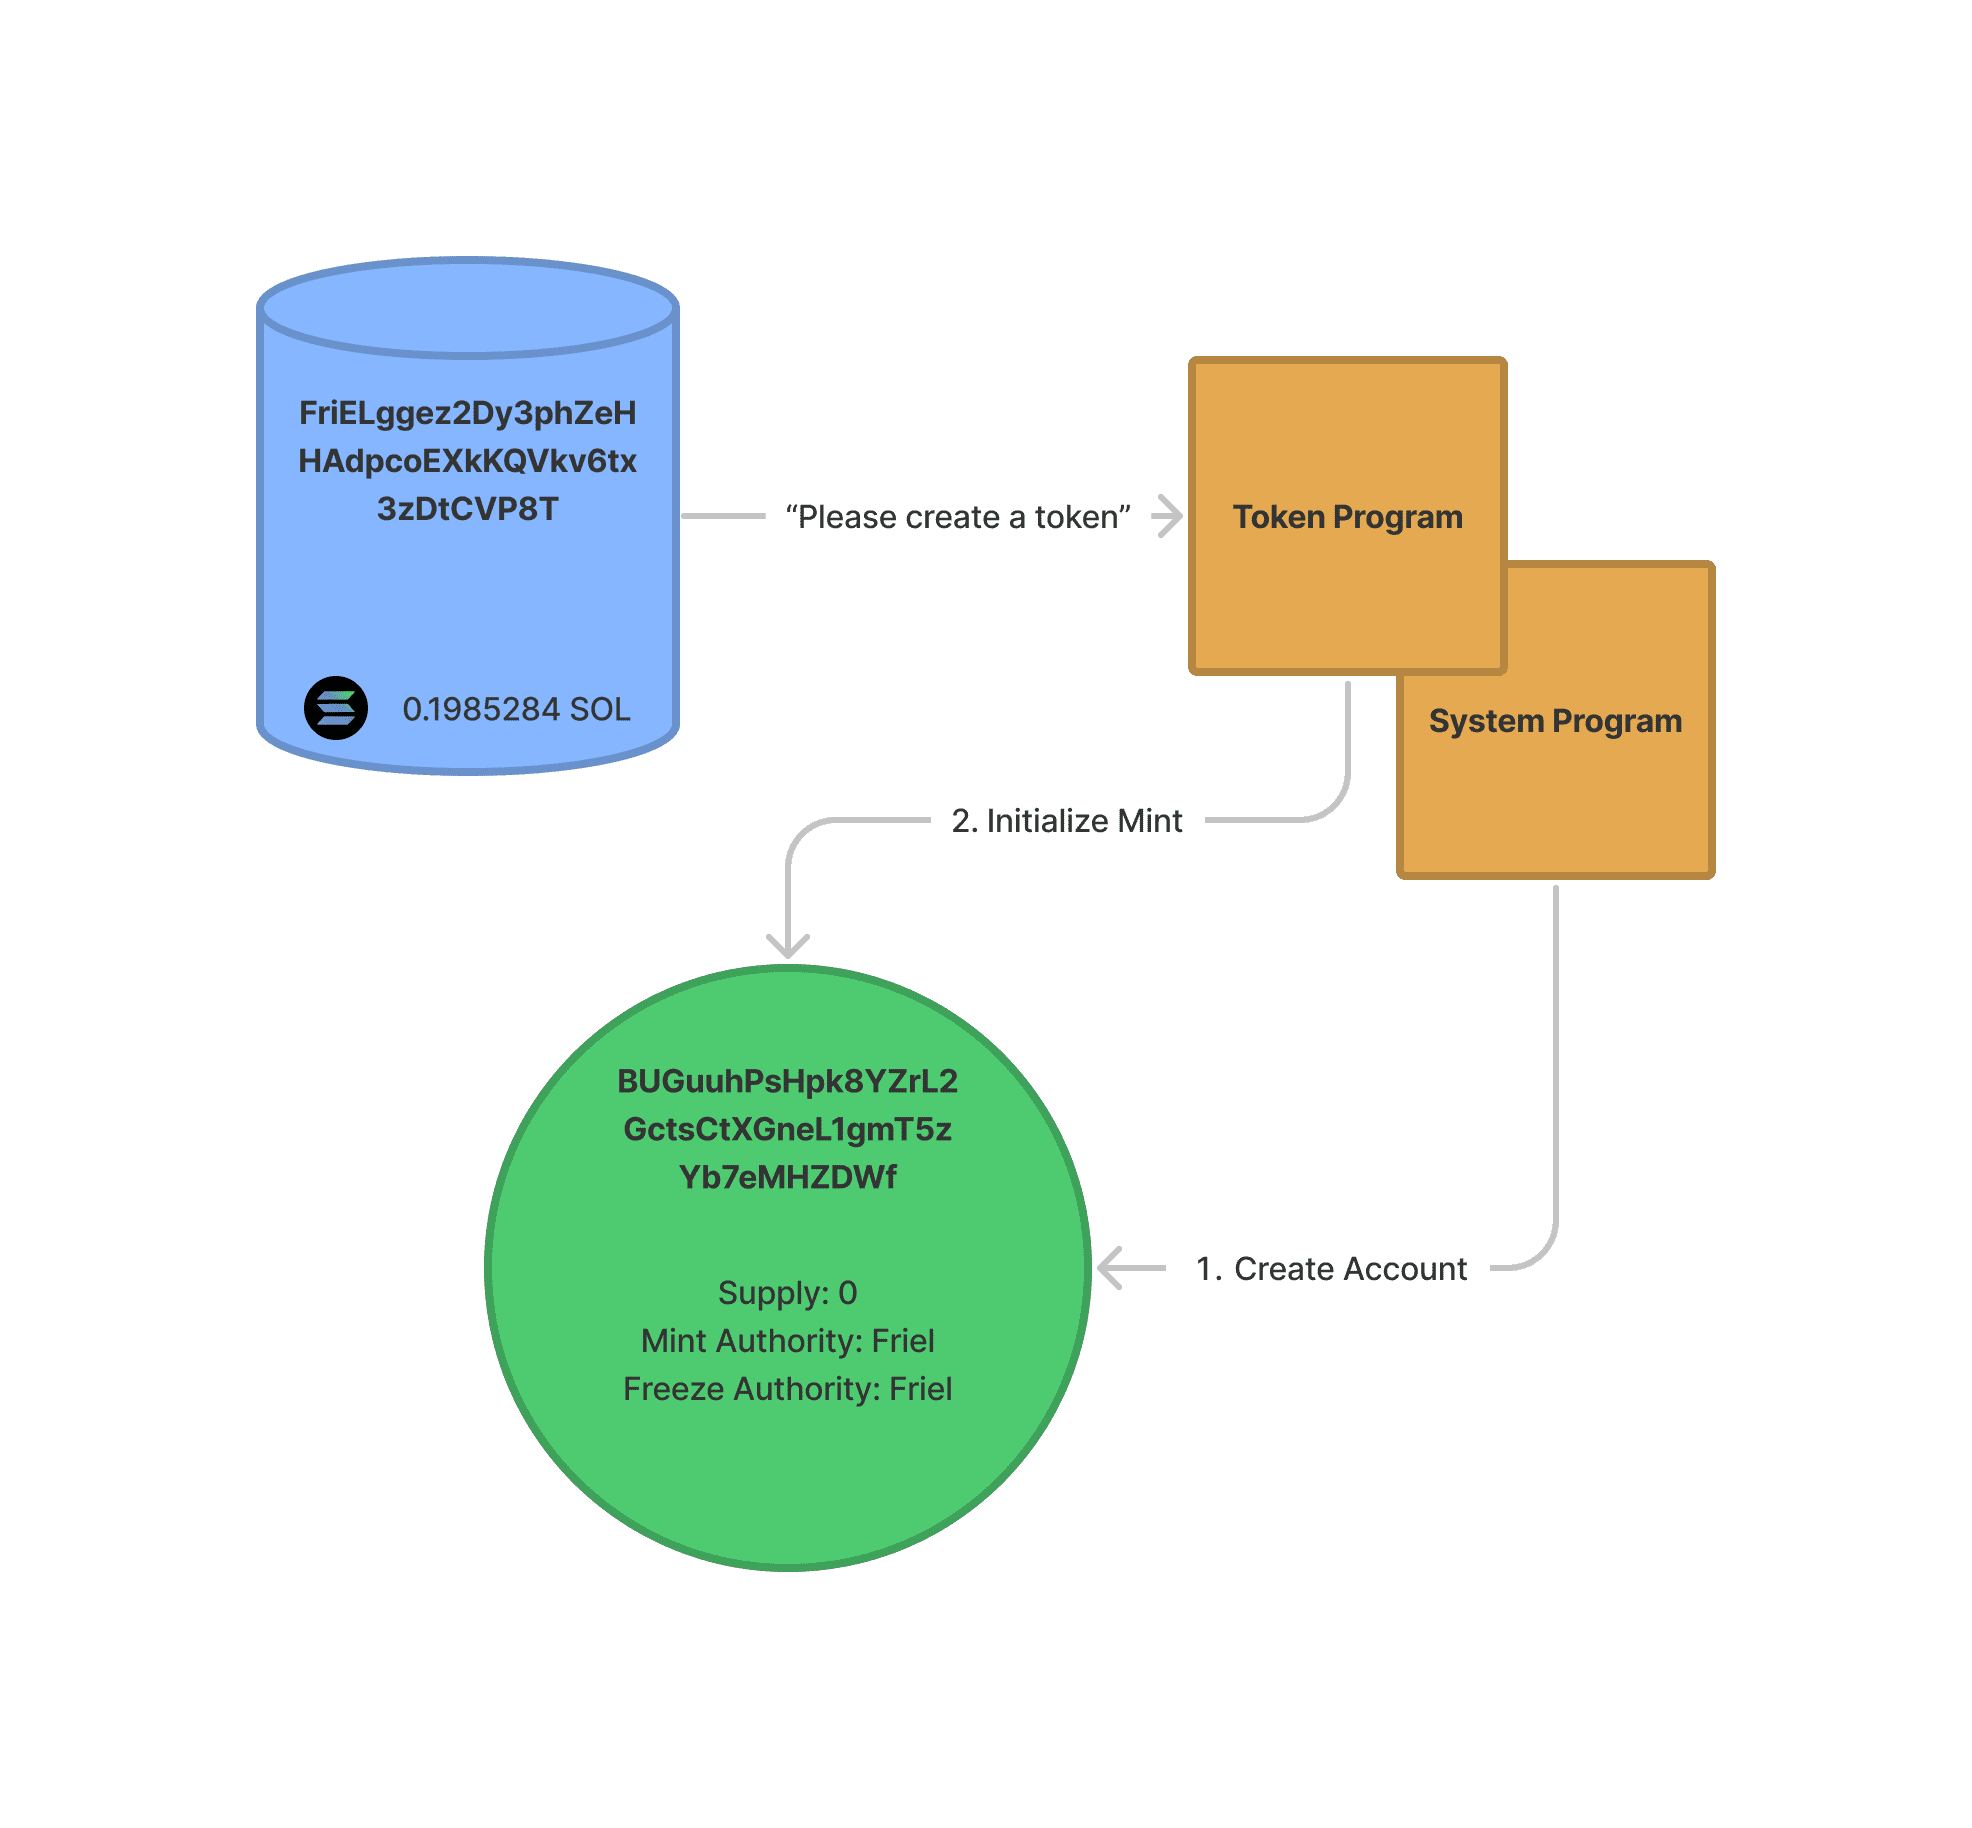 FriELggez2Dy3phZeH
HAdpcoEXkKQVkv6tx
3zDtCVP8T
0.1985284 SOL
“Please create a token”
Token Program
System Program
2. Initialize Mint
BUGuuhPsHpk8YZrL2
GctsCtXGneL1gmT5z
Yb7eMHZDWf
Supply: 0
Mint Authority: Friel
Freeze Authority: Friel
1. Create Account